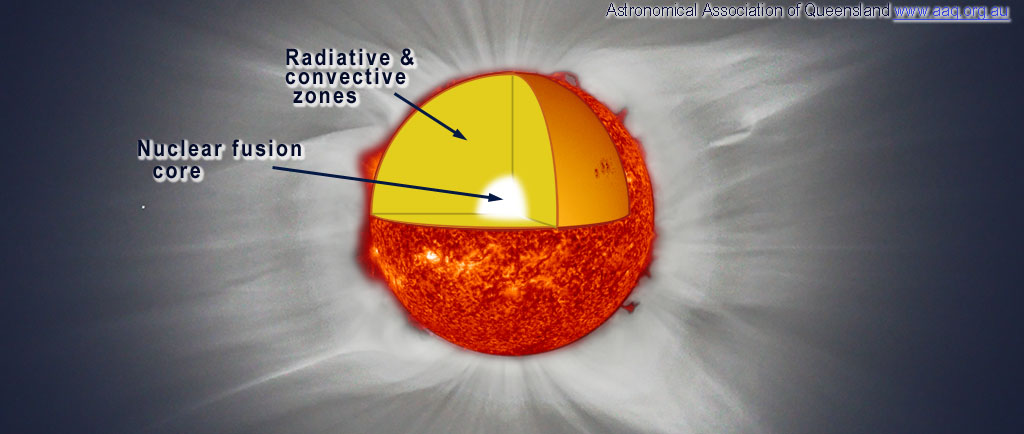 Astronomical Association of Queensland www.aaq.org.au
Radiative &
convective
zones
Nuclear fusion
core